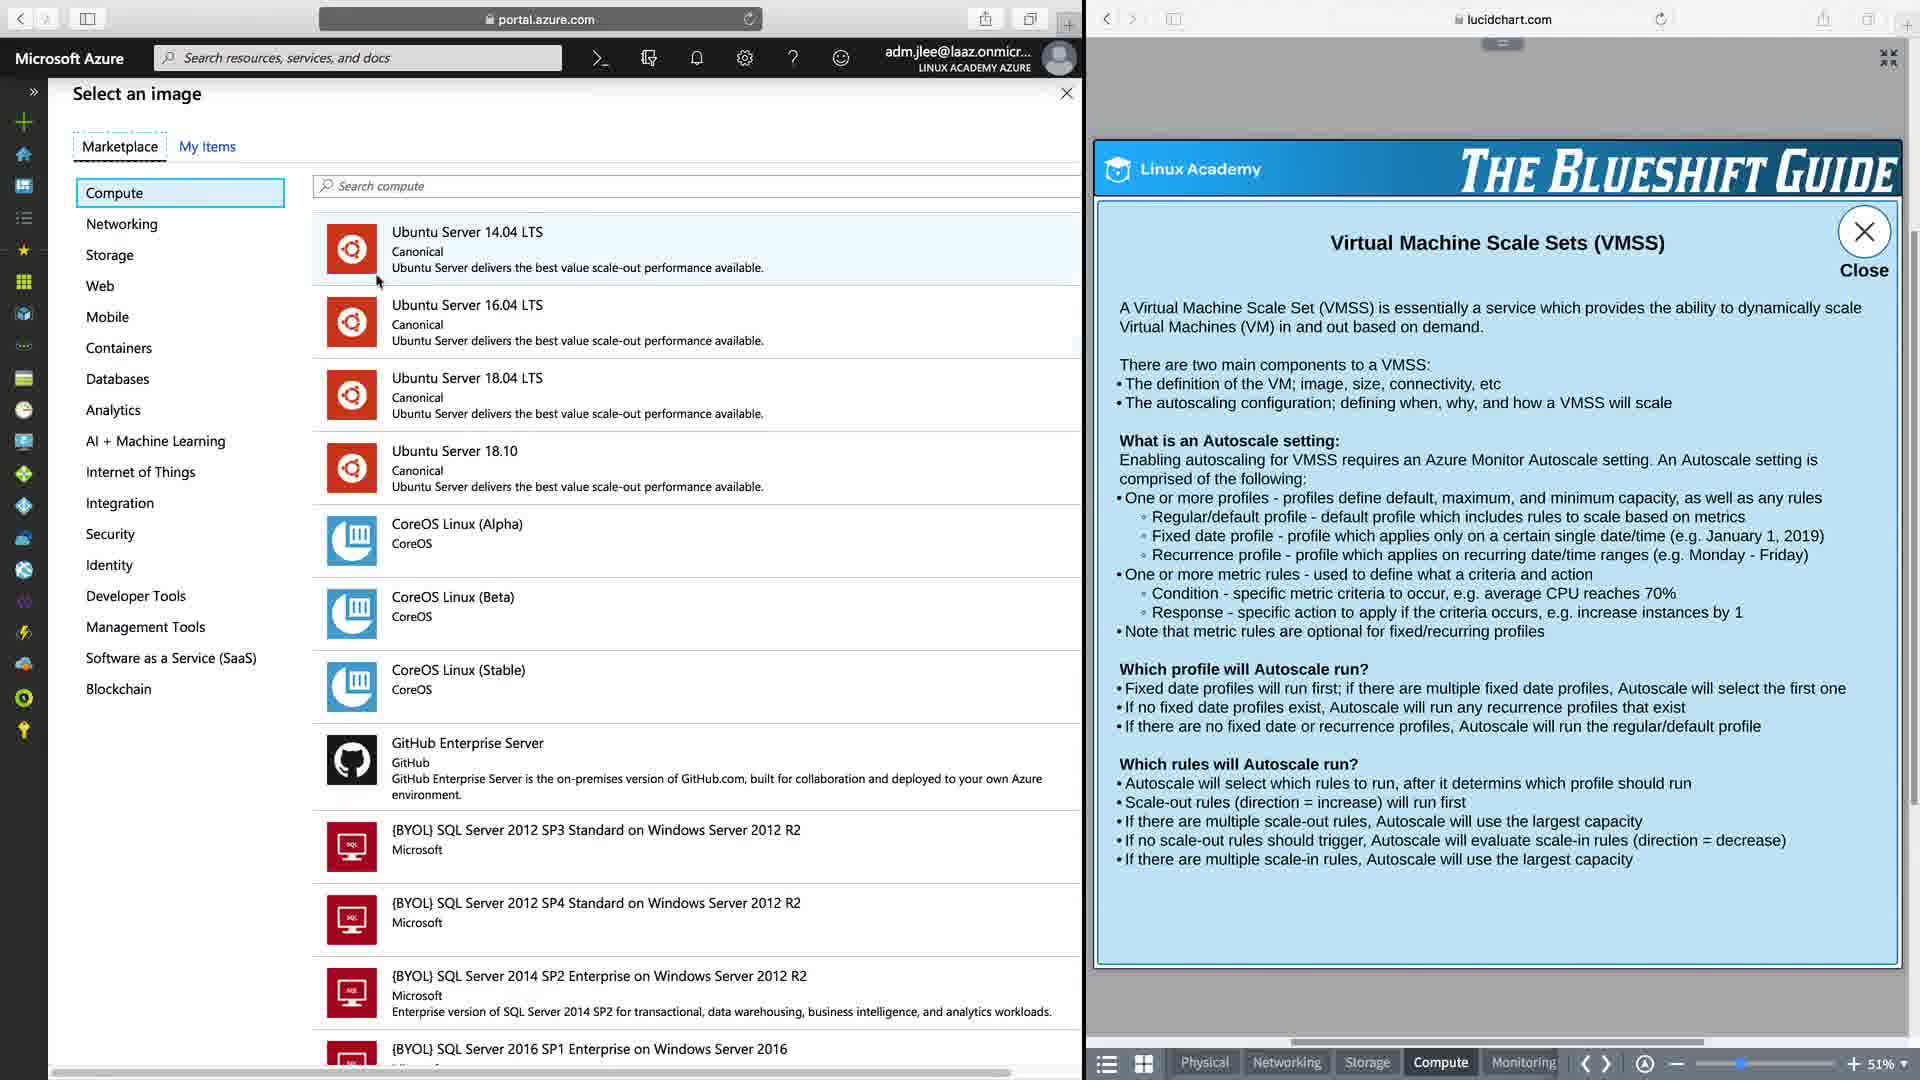 portal.azure.com
Microsoft Azure
Search resources, services, and docs
adm.jlee@laaz.onmicr...
LINUX ACADEMY AZURE
Select an image
Marketplace
My Items
Compute
Networking
Storage
Web
Mobile
Containers
Databases
Analytics
AI + Machine Learning
Internet of Things
Integration
Security
Identity
Developer Tools
Management Tools
Software as a Service (SaaS)
Blockchain
Search compute
Ubuntu Server 14.04 LTS
Canonical
Ubuntu Server delivers the best value scale-out performance available.
Ubuntu Server 16.04 LTS
Canonical
Ubuntu Server delivers the best value scale-out performance available.
Ubuntu Server 18.04 LTS
Canonical
Ubuntu Server delivers the best value scale-out performance available.
Ubuntu Server 18.10
Canonical
Ubuntu Server delivers the best value scale-out performance available.
CoreOS Linux (Alpha)
CoreOS
CoreOS Linux (Beta)
CoreOS
CoreOS Linux (Stable)
CoreOS
GitHub Enterprise Server
GitHub
GitHub Enterprise Server is the on-premises version of GitHub.com, built for collaboration and deployed to your own Azure
environment.
SQL
{BYOL} SQL Server 2012 SP3 Standard on Windows Server 2012 R2
Microsoft
SQL
{BYOL} SQL Server 2012 SP4 Standard on Windows Server 2012 R2
Microsoft
SQL
{BYOL} SQL Server 2014 SP2 Enterprise on Windows Server 2012 R2
Microsoft
Enterprise version of SQL Server 2014 SP2 for transactional, data warehousing, business intelligence, and analytics workloads.
{BYOL} SQL Server 2016 SP1 Enterprise on Windows Server 2016
lucidchart.com
Linux Academy
THE BLUESHIFT GUIDE
Virtual Machine Scale Sets (VMSS)
Close
A Virtual Machine Scale Set (VMSS) is essentially a service which provides the ability to dynamically scale
Virtual Machines (VM) in and out based on demand.
There are two main components to a VMSS:
• The definition of the VM; image, size, connectivity, etc
• The autoscaling configuration; defining when, why, and how a VMSS will scale
What is an Autoscale setting:
Enabling autoscaling for VMSS requires an Azure Monitor Autoscale setting. An Autoscale setting is
comprised of the following:
• One or more profiles - profiles define default, maximum, and minimum capacity, as well as any rules
◦ Regular/default profile - default profile which includes rules to scale based on metrics
◦ Fixed date profile - profile which applies only on a certain single date/time (e.g. January 1, 2019)
◦ Recurrence profile - profile which applies on recurring date/time ranges (e.g. Monday - Friday)
• One or more metric rules - used to define what a criteria and action
◦ Condition - specific metric criteria to occur, e.g. average CPU reaches 70%
◦ Response - specific action to apply if the criteria occurs, e.g. increase instances by 1
• Note that metric rules are optional for fixed/recurring profiles
Which profile will Autoscale run?
• Fixed date profiles will run first; if there are multiple fixed date profiles, Autoscale will select the first one
• If no fixed date profiles exist, Autoscale will run any recurrence profiles that exist
• If there are no fixed date or recurrence profiles, Autoscale will run the regular/default profile
Which rules will Autoscale run?
• Autoscale will select which rules to run, after it determins which profile should run
• Scale-out rules (direction = increase) will run first
• If there are multiple scale-out rules, Autoscale will use the largest capacity
• If no scale-out rules should trigger, Autoscale will evaluate scale-in rules (direction = decrease)
• If there are multiple scale-in rules, Autoscale will use the largest capacity
Physical
Networking
Storage
Compute
Monitoring
51%